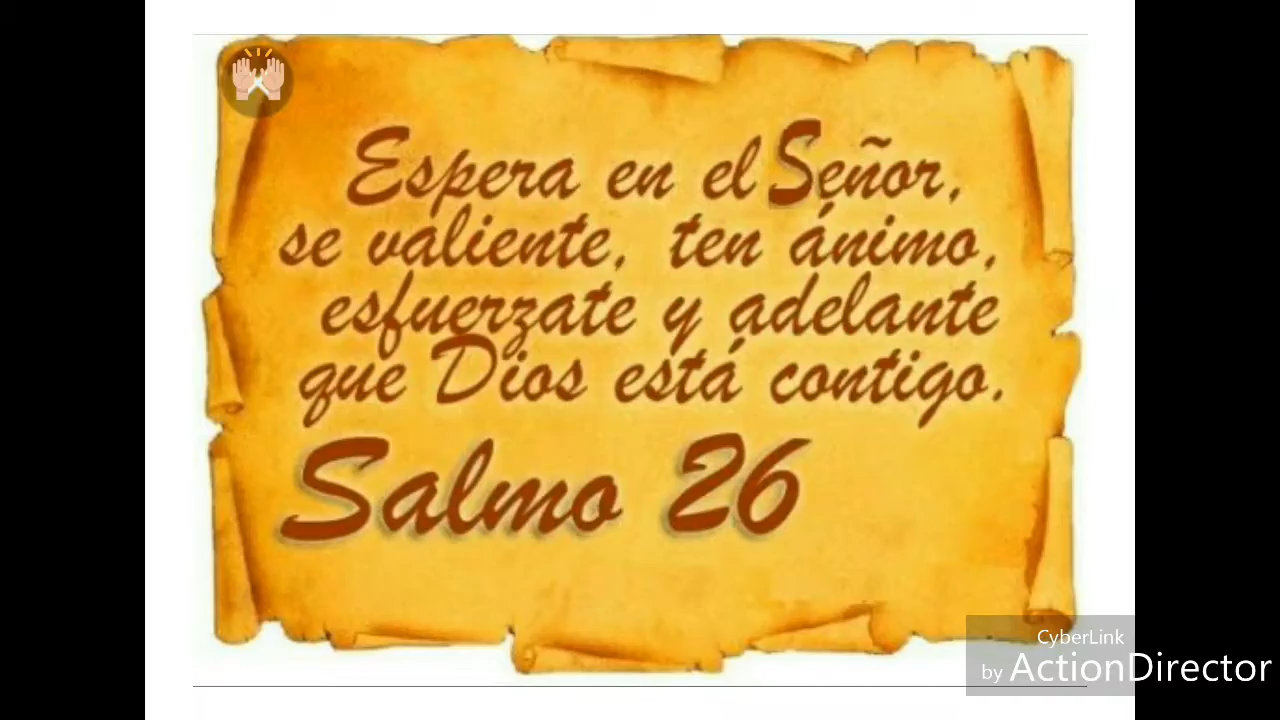 Espera en el Señor,
se valiente, ten ánimo,
esfuerzate y adelante
que Dios está contigo.
Salmo 26
CyberLink
by ActionDirector